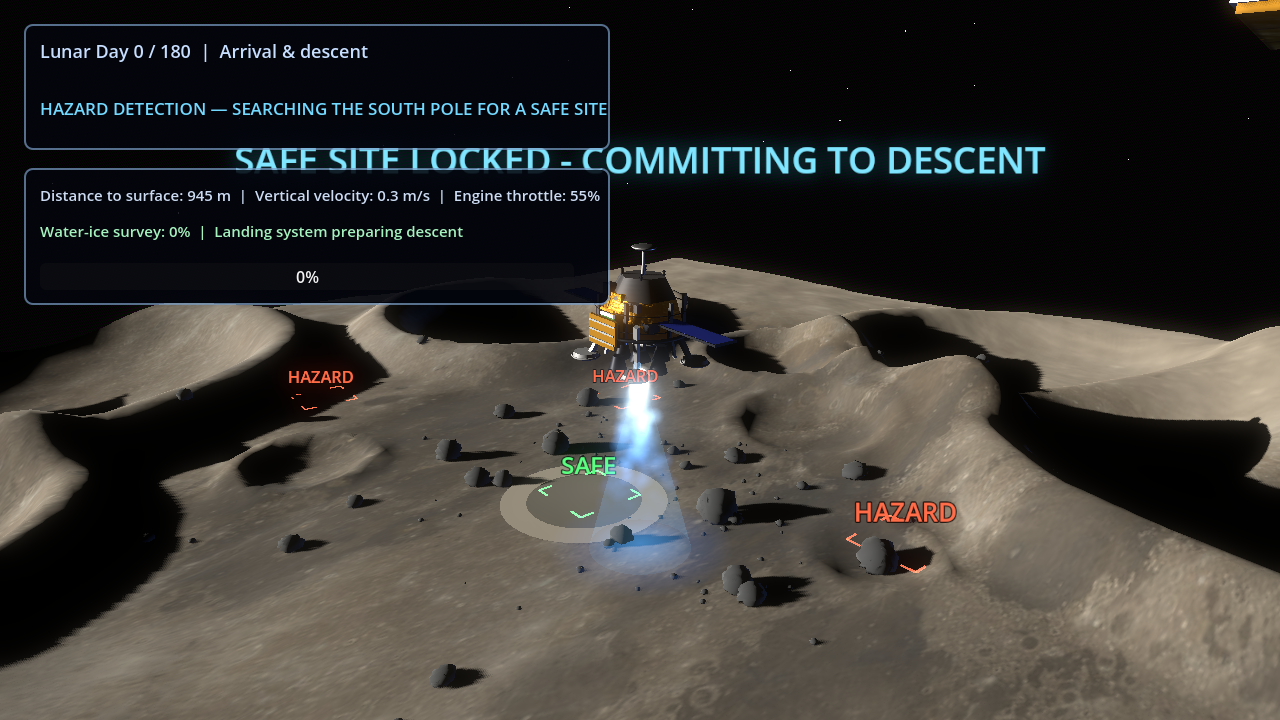 Lunar Day 0 / 180 | Arrival & descent
HAZARD DETECTION — SEARCHING THE SOUTH POLE FOR A SAFE SITE
SAFE SITE LOCKED - COMMITTING TO DESCENT
Distance to surface: 945 m | Vertical velocity: 0.3 m/s | Engine throttle: 55%
Water-ice survey: 0% | Landing system preparing descent
0%
HAZARD
HAZARD
SAFE
HAZARD